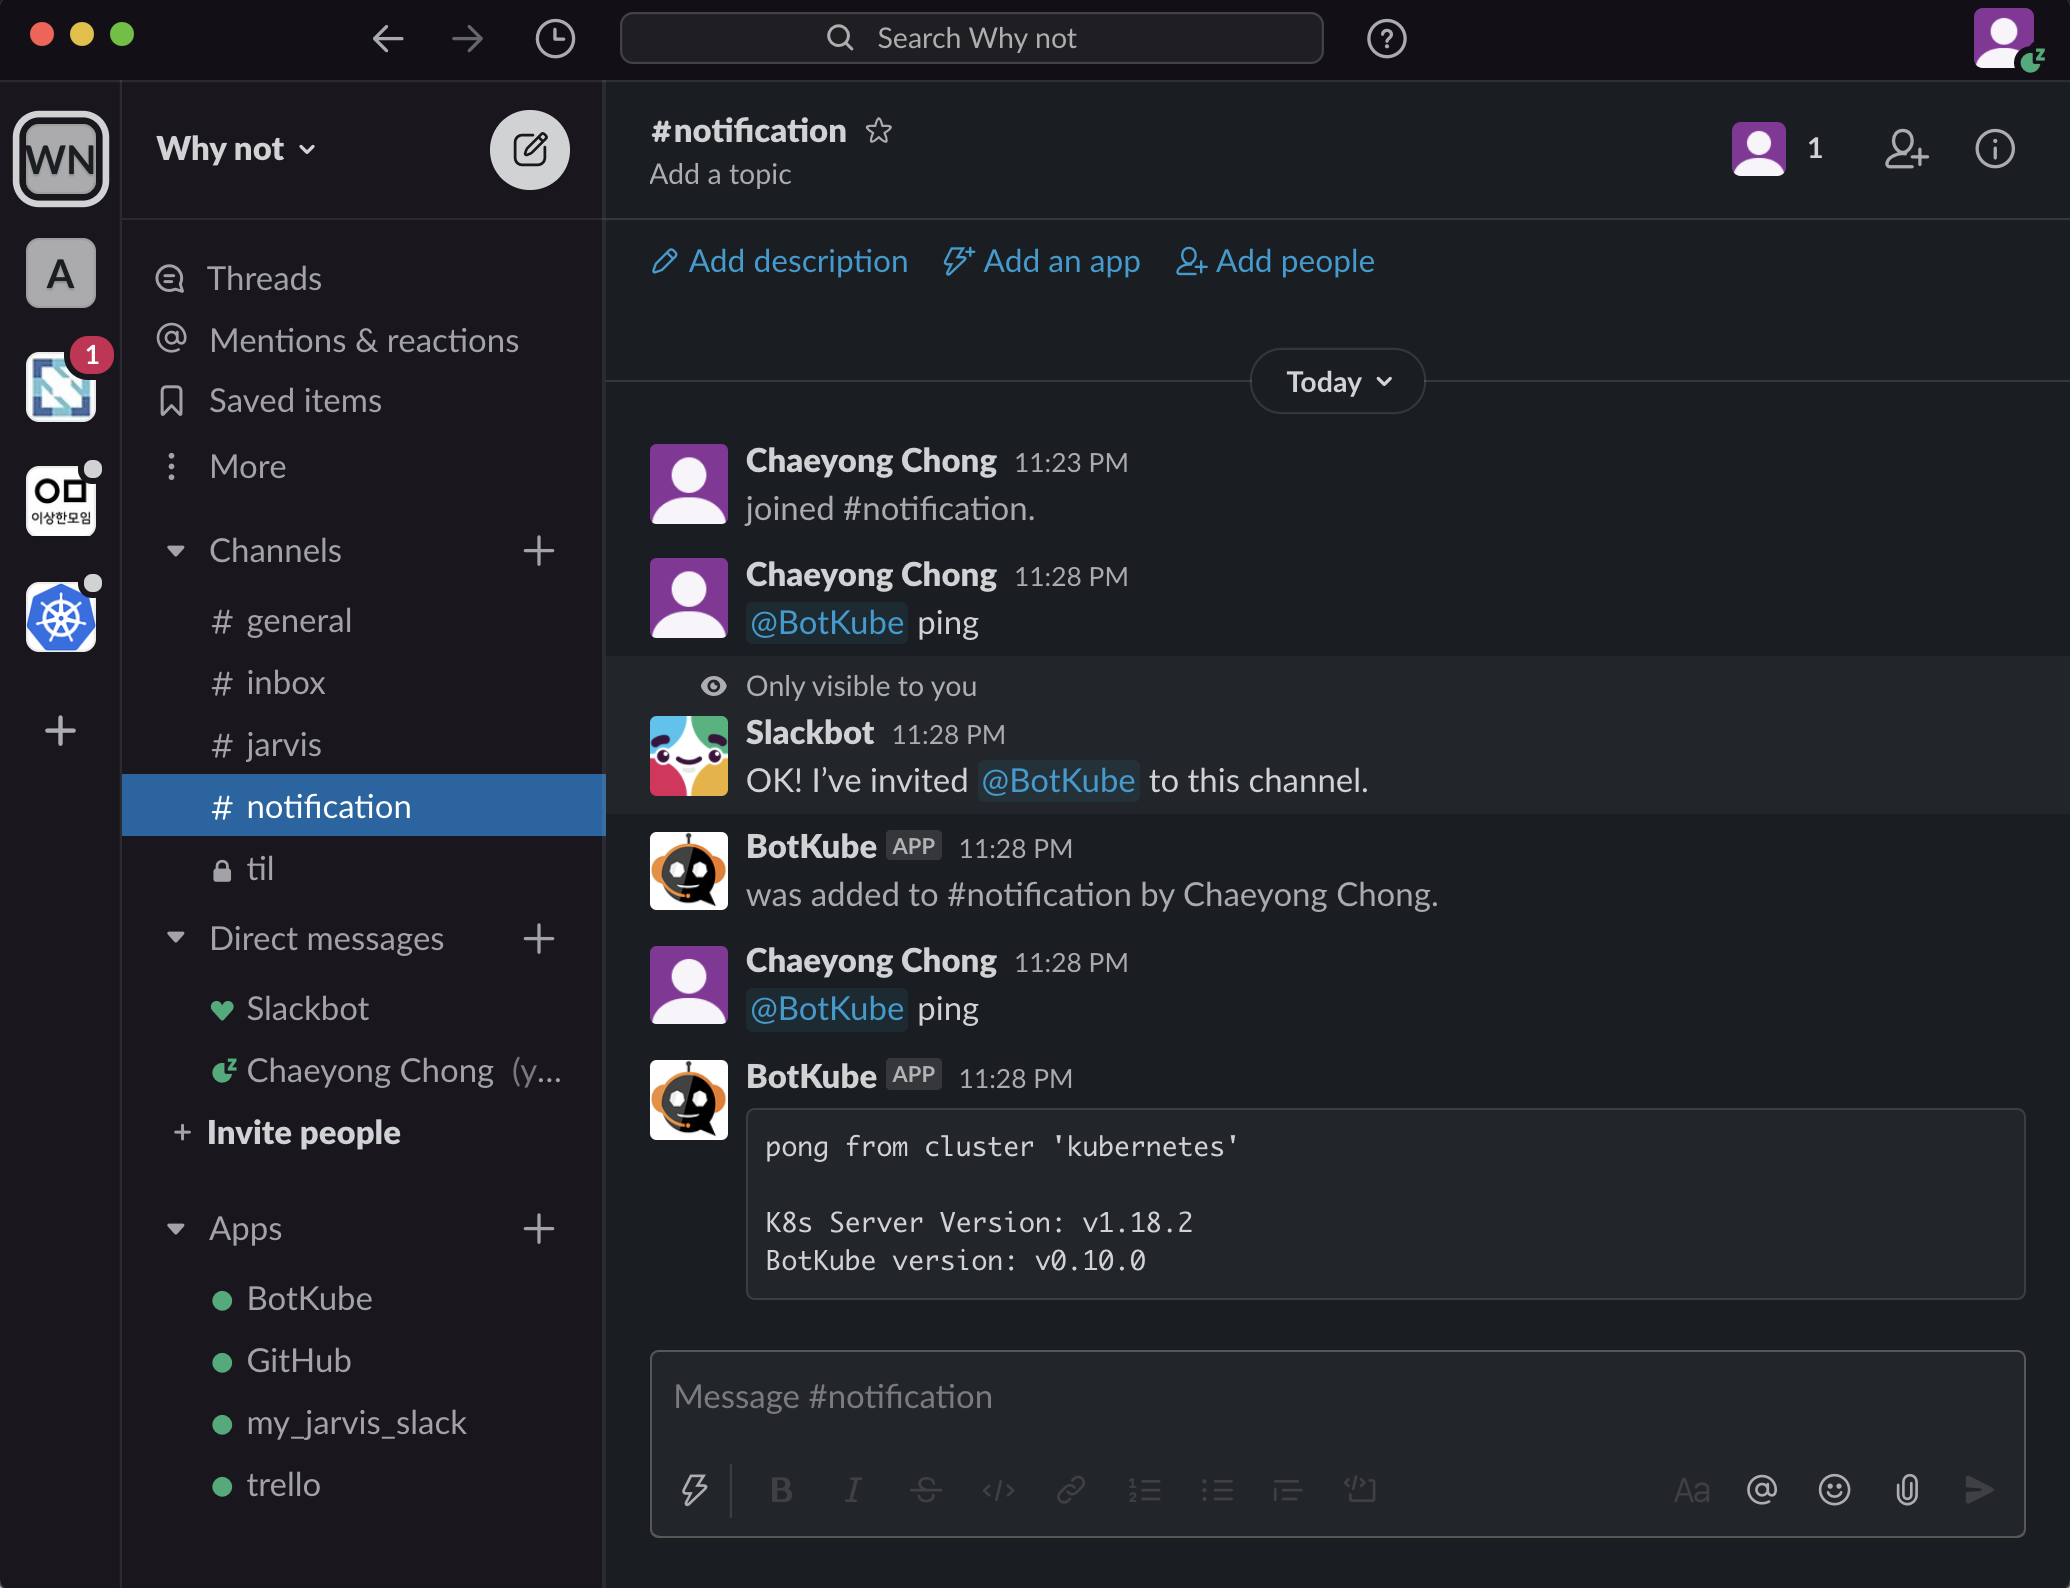 Search Why not
WN
Why not
A
1
이상한모임
Threads
Mentions & reactions
Saved items
More
Channels
# general
# inbox
# jarvis
# notification
til
Direct messages
Slackbot
Chaeyong Chong (y...
+ Invite people
Apps
BotKube
GitHub
my_jarvis_slack
trello
#notification
Add a topic
1
Add description Add an app Add people
Today
Chaeyong Chong 11:23 PM
joined #notification.
Chaeyong Chong 11:28 PM
@BotKube ping
Only visible to you
Slackbot 11:28 PM
OK! I’ve invited @BotKube to this channel.
BotKube APP 11:28 PM
was added to #notification by Chaeyong Chong.
Chaeyong Chong 11:28 PM
@BotKube ping
BotKube APP 11:28 PM
pong from cluster 'kubernetes'
K8s Server Version: v1.18.2
BotKube version: v0.10.0
Message #notification
B I S Aa @